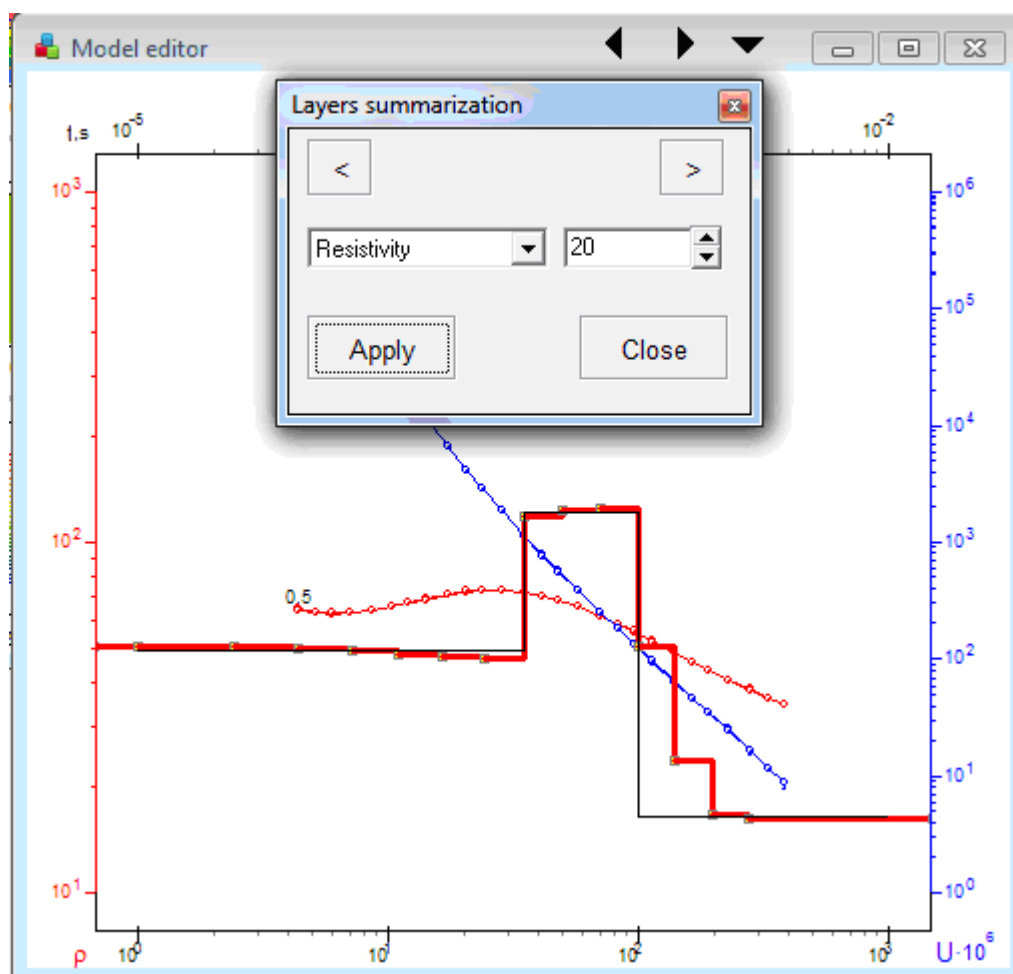 Model editor
Layers summarization
t,s 10⁻⁵ 10⁻²
< >
Resistivity 20
Apply Close
10³ 10⁶
10⁵
10⁴
10² 10³
0,5
10²
10¹
10¹ 10⁰
ρ 10⁰ 10¹ 10² 10³ U·10⁶